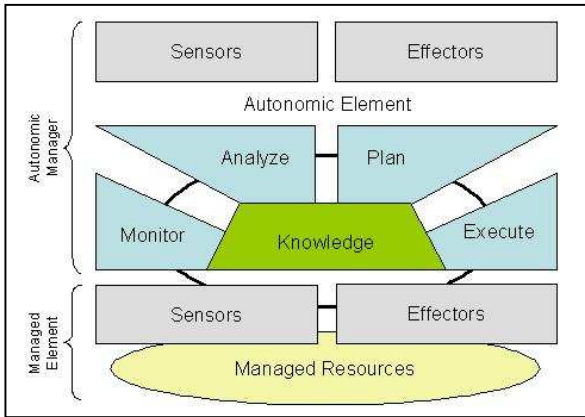 Sensors
Effectors
Autonomic Element
Autonomic
Manager
Analyze
Plan
Monitor
Knowledge
Execute
Managed
Element
Sensors
Effectors
Managed Resources